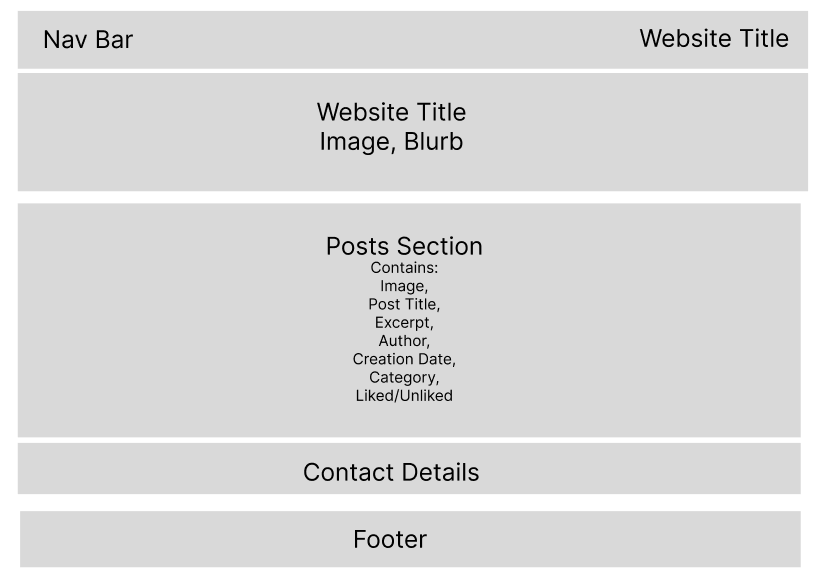 Nav Bar
Website Title
Website Title
Image, Blurb
Posts Section
Contains:
Image,
Post Title,
Excerpt,
Author,
Creation Date,
Category,
Liked/Unliked
Contact Details
Footer